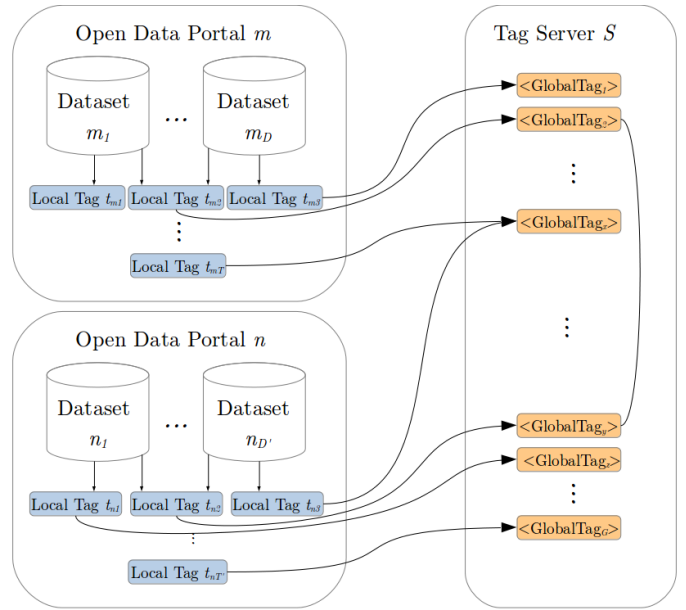 Open Data Portal m
Dataset
m1
...
Dataset
mD
Local Tag tm1
Local Tag tm2
Local Tag tm3
Local Tag tmT
Open Data Portal n
Dataset
n1
...
Dataset
nD'
Local Tag tn1
Local Tag tn2
Local Tag tn3
Local Tag tnT'
Tag Server S
<GlobalTag1>
<GlobalTag2>
<GlobalTagx>
<GlobalTagy>
<GlobalTagz>
<GlobalTagG>